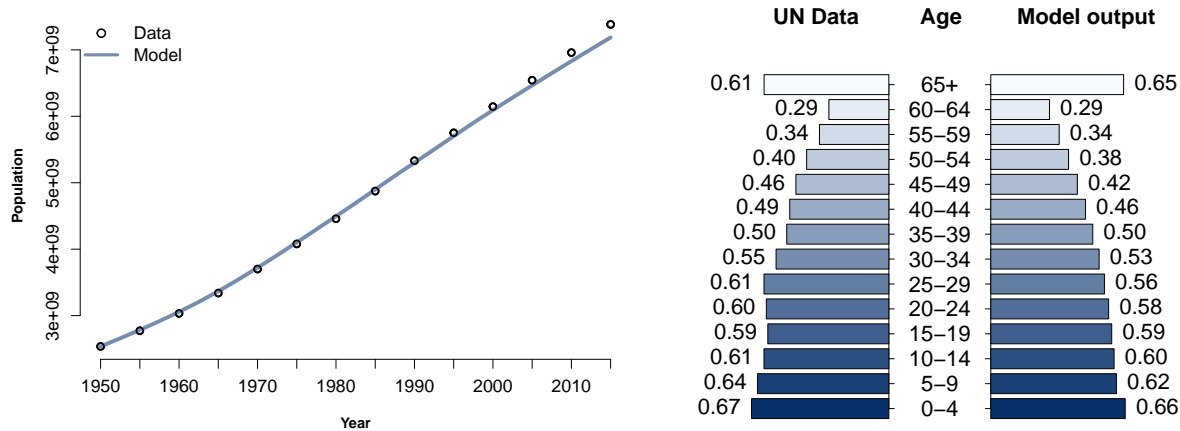 Data
Model
Population
7e+09
6e+09
5e+09
4e+09
3e+09
1950 1960 1970 1980 1990 2000 2010
Year
UN Data Age Model output
0.61 65+ 0.65
0.29 60−64 0.29
0.34 55−59 0.34
0.40 50−54 0.38
0.46 45−49 0.42
0.49 40−44 0.46
0.50 35−39 0.50
0.55 30−34 0.53
0.61 25−29 0.56
0.60 20−24 0.58
0.59 15−19 0.59
0.61 10−14 0.60
0.64 5−9 0.62
0.67 0−4 0.66